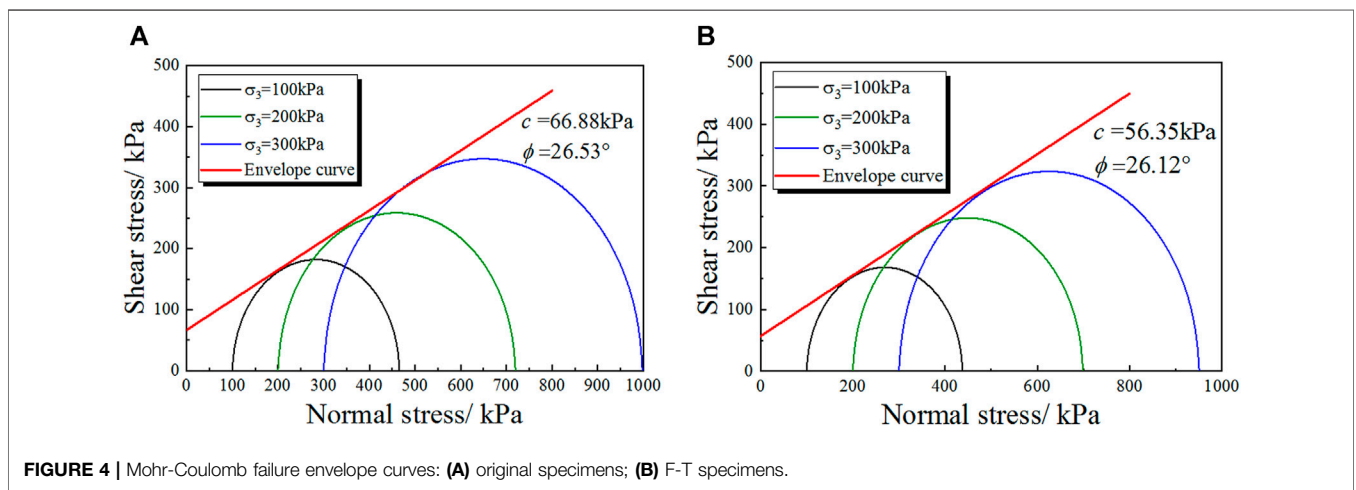 A
500
400
300
200
100
0
Shear stress/ kPa
σ3=100kPa
σ3=200kPa
σ3=300kPa
Envelope curve
c =66.88kPa
ϕ =26.53°
0 100 200 300 400 500 600 700 800 900 1000
Normal stress/ kPa
B
500
400
300
200
100
0
Shear stress/ kPa
σ3=100kPa
σ3=200kPa
σ3=300kPa
Envelope curve
c =56.35kPa
ϕ =26.12°
0 200 400 600 800 1000
Normal stress/ kPa
FIGURE 4 | Mohr-Coulomb failure envelope curves: (A) original specimens; (B) F-T specimens.